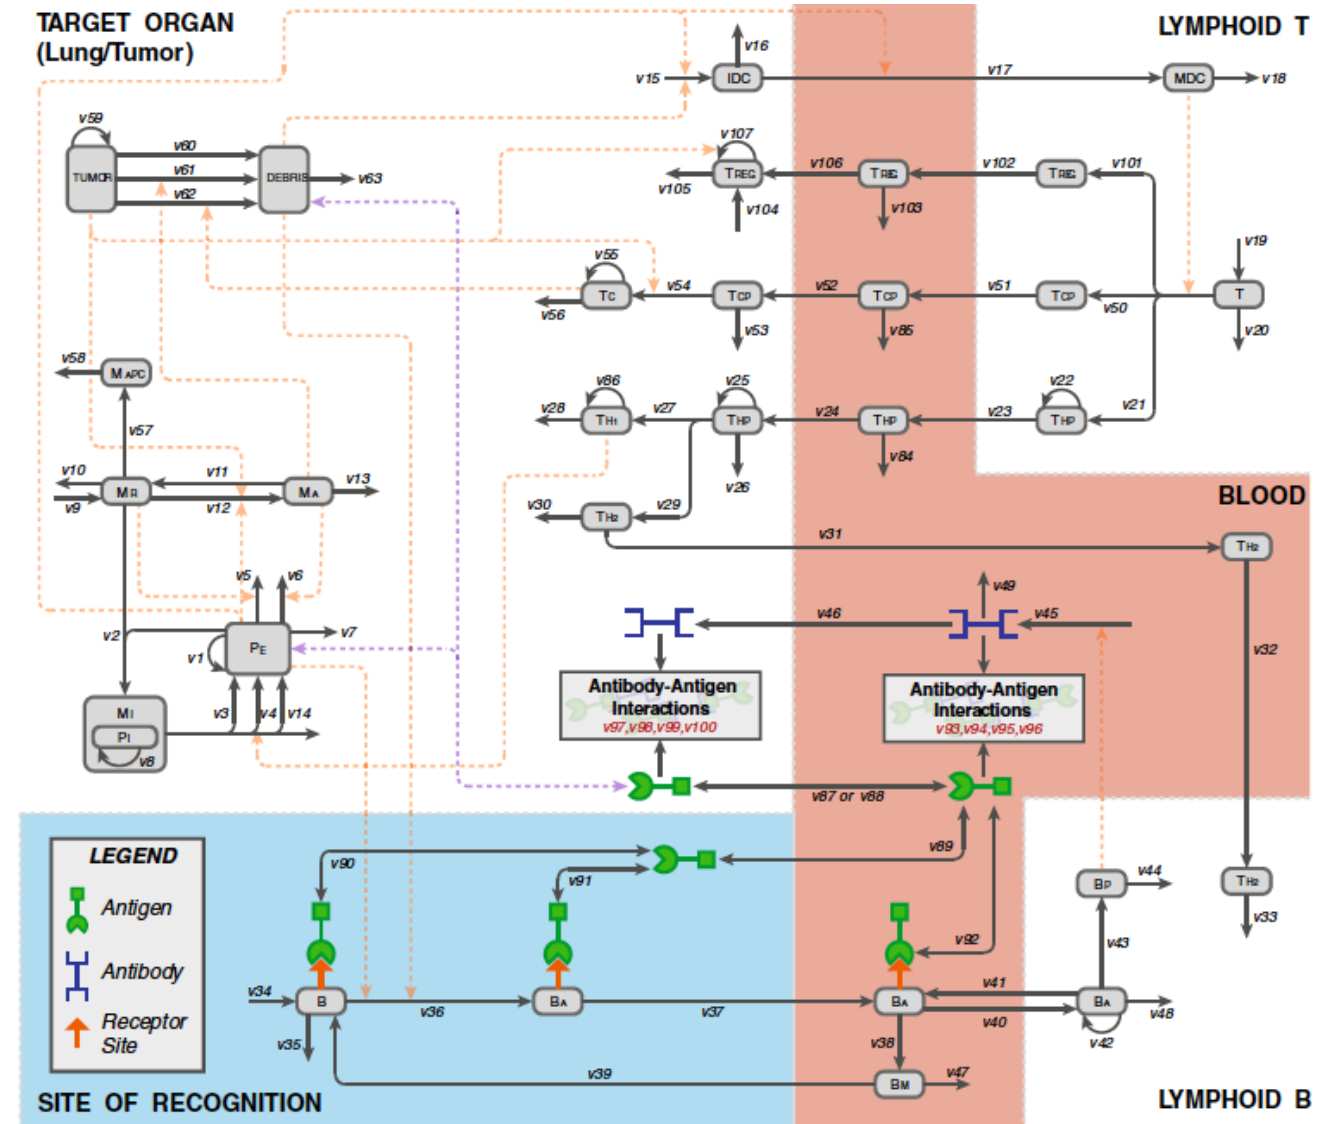 TARGET ORGAN
(Lung/Tumor)
LYMPHOID T
v16
v15
IDC
v17
MDC
v18
v59
v60
v61
v62
TUMOR
DEBRIS
v63
v107
TREG
v105
v104
v106
TREG
v103
v102
TREG
v101
v19
v55
TC
v56
v54
TCP
v53
v52
TCP
v85
v51
TCP
v50
T
v20
v58
MAPC
v57
v86
v28
TH1
v27
v25
THP
v26
v24
THP
v84
v23
v22
THP
v21
v10
v9
MR
v11
v12
MA
v13
v30
TH2
v29
BLOOD
v31
TH2
v32
v5
v6
v7
v2
v1
PE
v3
v4
v14
MI
PI
v8
v49
v46
v45
Antibody-Antigen
Interactions
v97,v98,v99,v100
Antibody-Antigen
Interactions
v93,v94,v95,v96
v87 or v88
v89
v90
v91
v92
LEGEND
Antigen
Antibody
Receptor
Site
BP
v44
TH2
v33
v43
v34
B
v35
v36
BA
v37
BA
v41
v40
BA
v48
v42
v38
v39
BM
v47
SITE OF RECOGNITION
LYMPHOID B